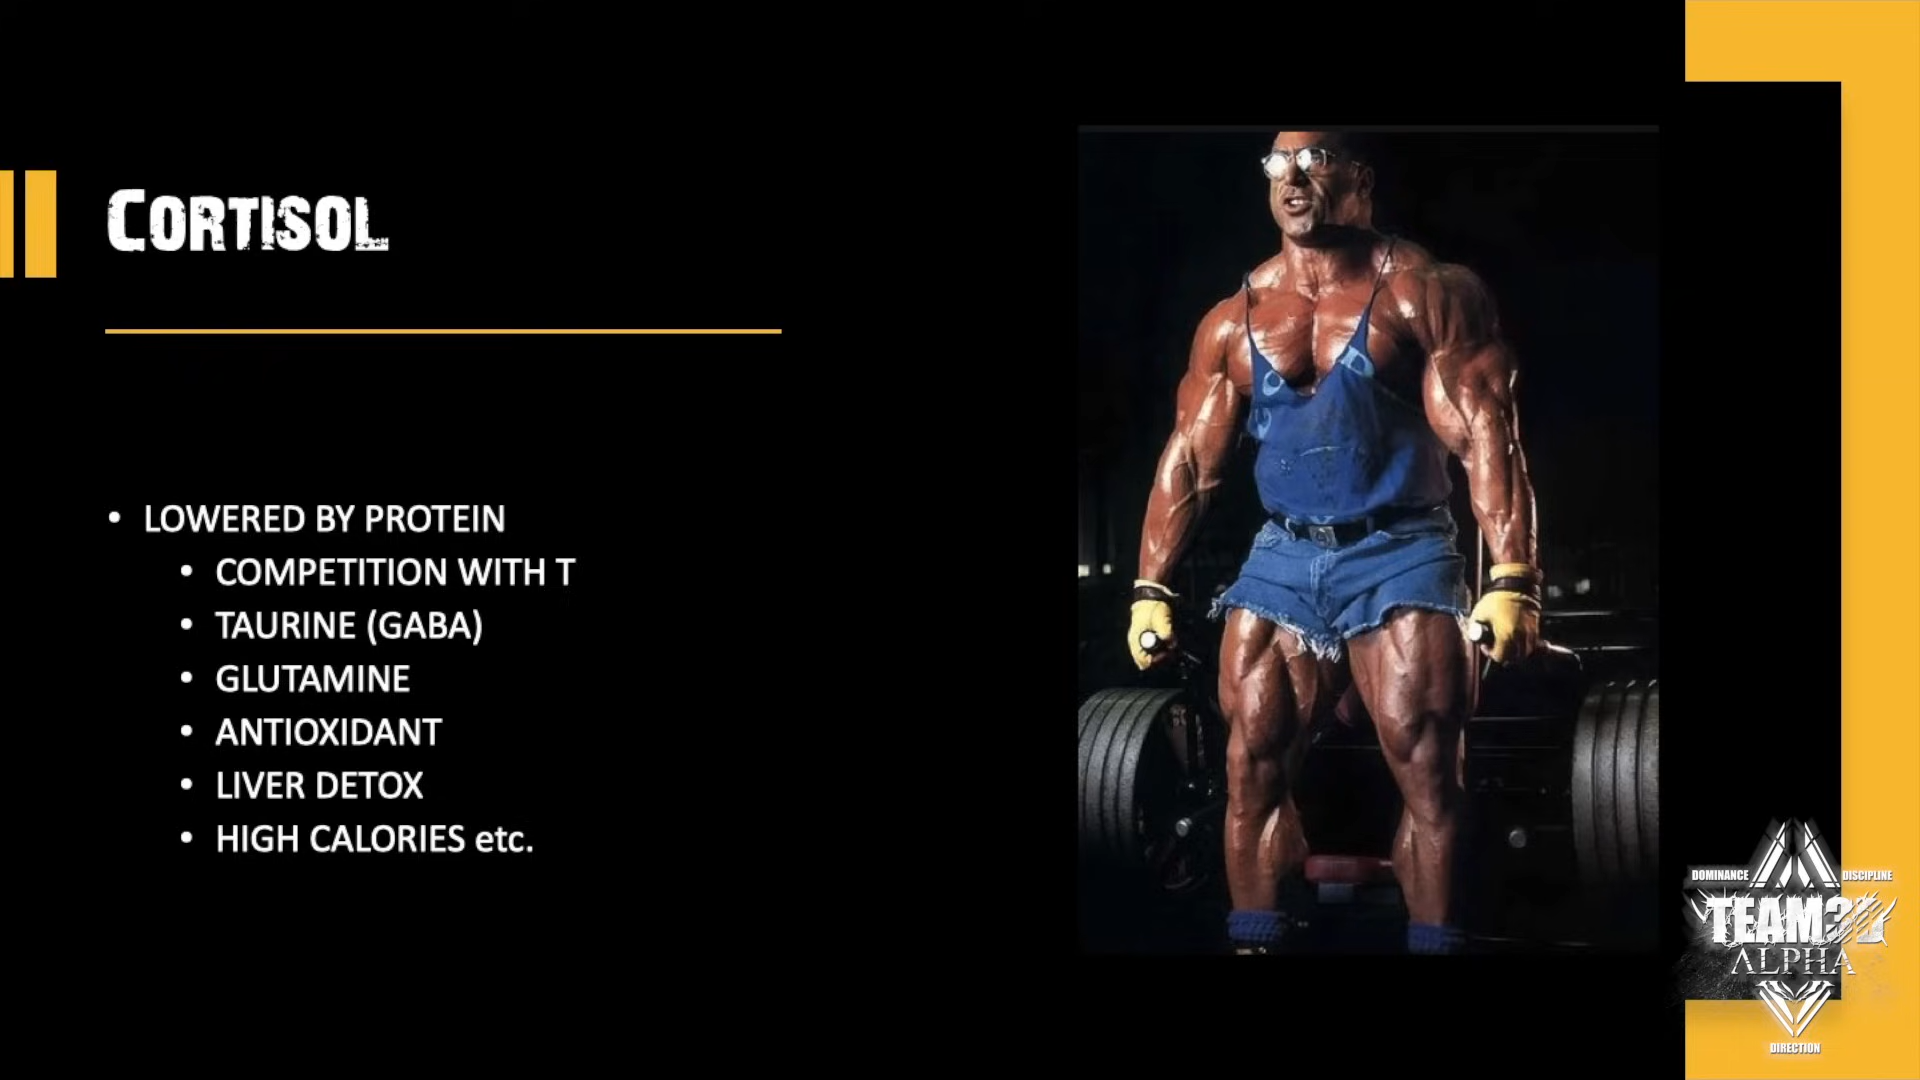 CORTISOL
• LOWERED BY PROTEIN
• COMPETITION WITH T
• TAURINE (GABA)
• GLUTAMINE
• ANTIOXIDANT
• LIVER DETOX
• HIGH CALORIES etc.
DOMINANCE
DISCIPLINE
TEAM3D
ALPHA
DIRECTION